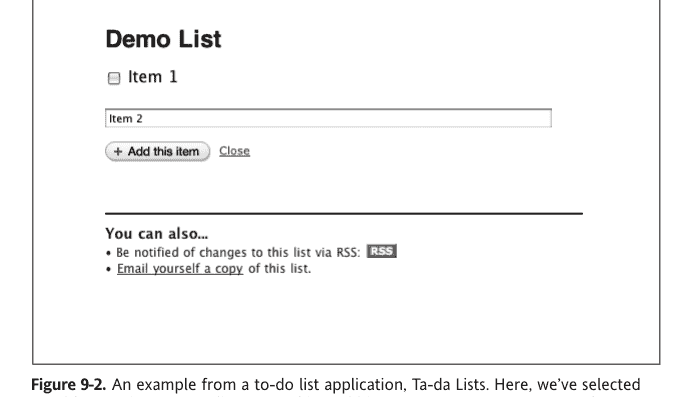 Demo List
Item 1
Item 2
+ Add this item Close
You can also...
• Be notified of changes to this list via RSS: RSS
• Email yourself a copy of this list.
Figure 9-2. An example from a to-do list application, Ta-da Lists. Here, we’ve selected